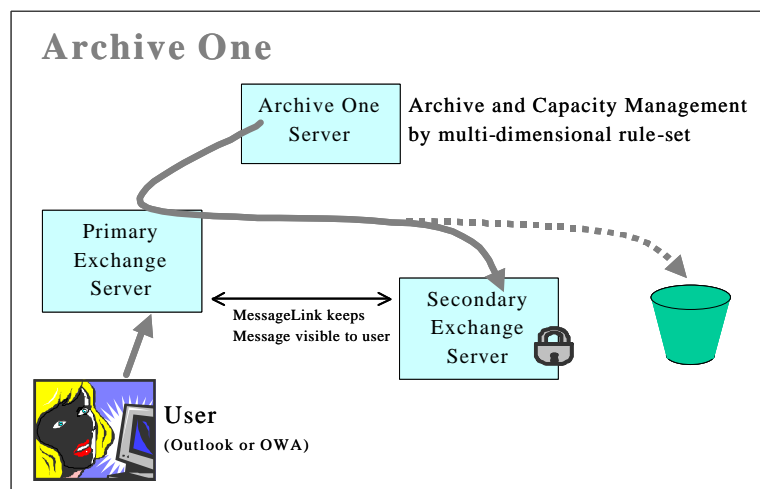 Archive One
Archive One
Server
Archive and Capacity Management
by multi-dimensional rule-set
Primary
Exchange
Server
MessageLink keeps
Message visible to user
Secondary
Exchange
Server
User
(Outlook or OWA)